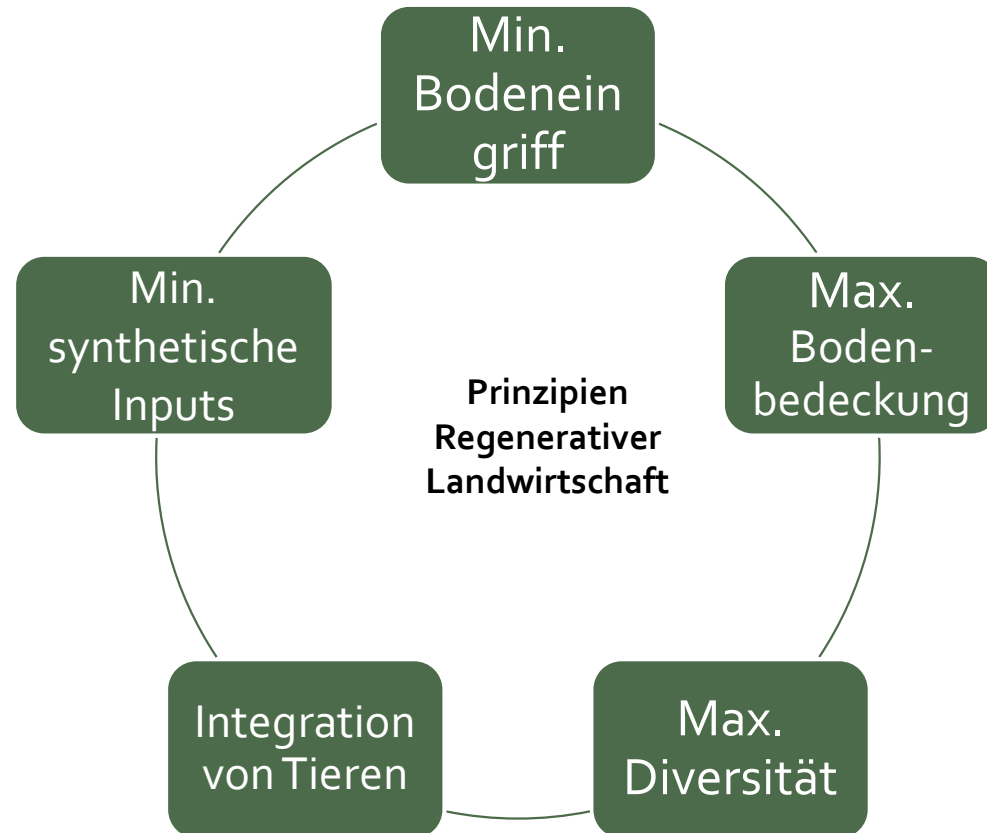 Min.
Bodenein
griff
Max.
Boden-
bedeckung
Max.
Diversität
Integration
von Tieren
Min.
synthetische
Inputs
Prinzipien
Regenerativer
Landwirtschaft